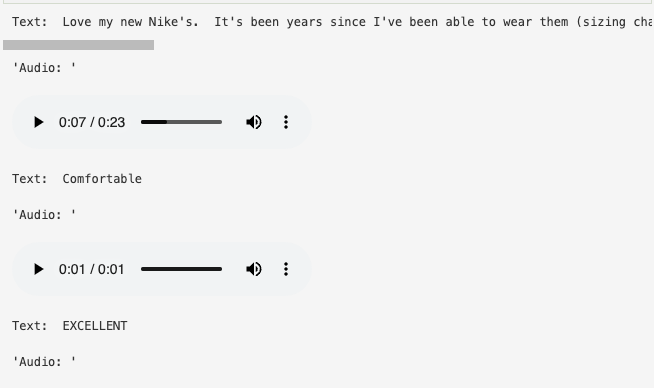 Text:  Love my new Nike's.  It's been years since I've been able to wear them (sizing cha
'Audio: '
0:07 / 0:23
Text:  Comfortable
'Audio: '
0:01 / 0:01
Text:  EXCELLENT
'Audio: '